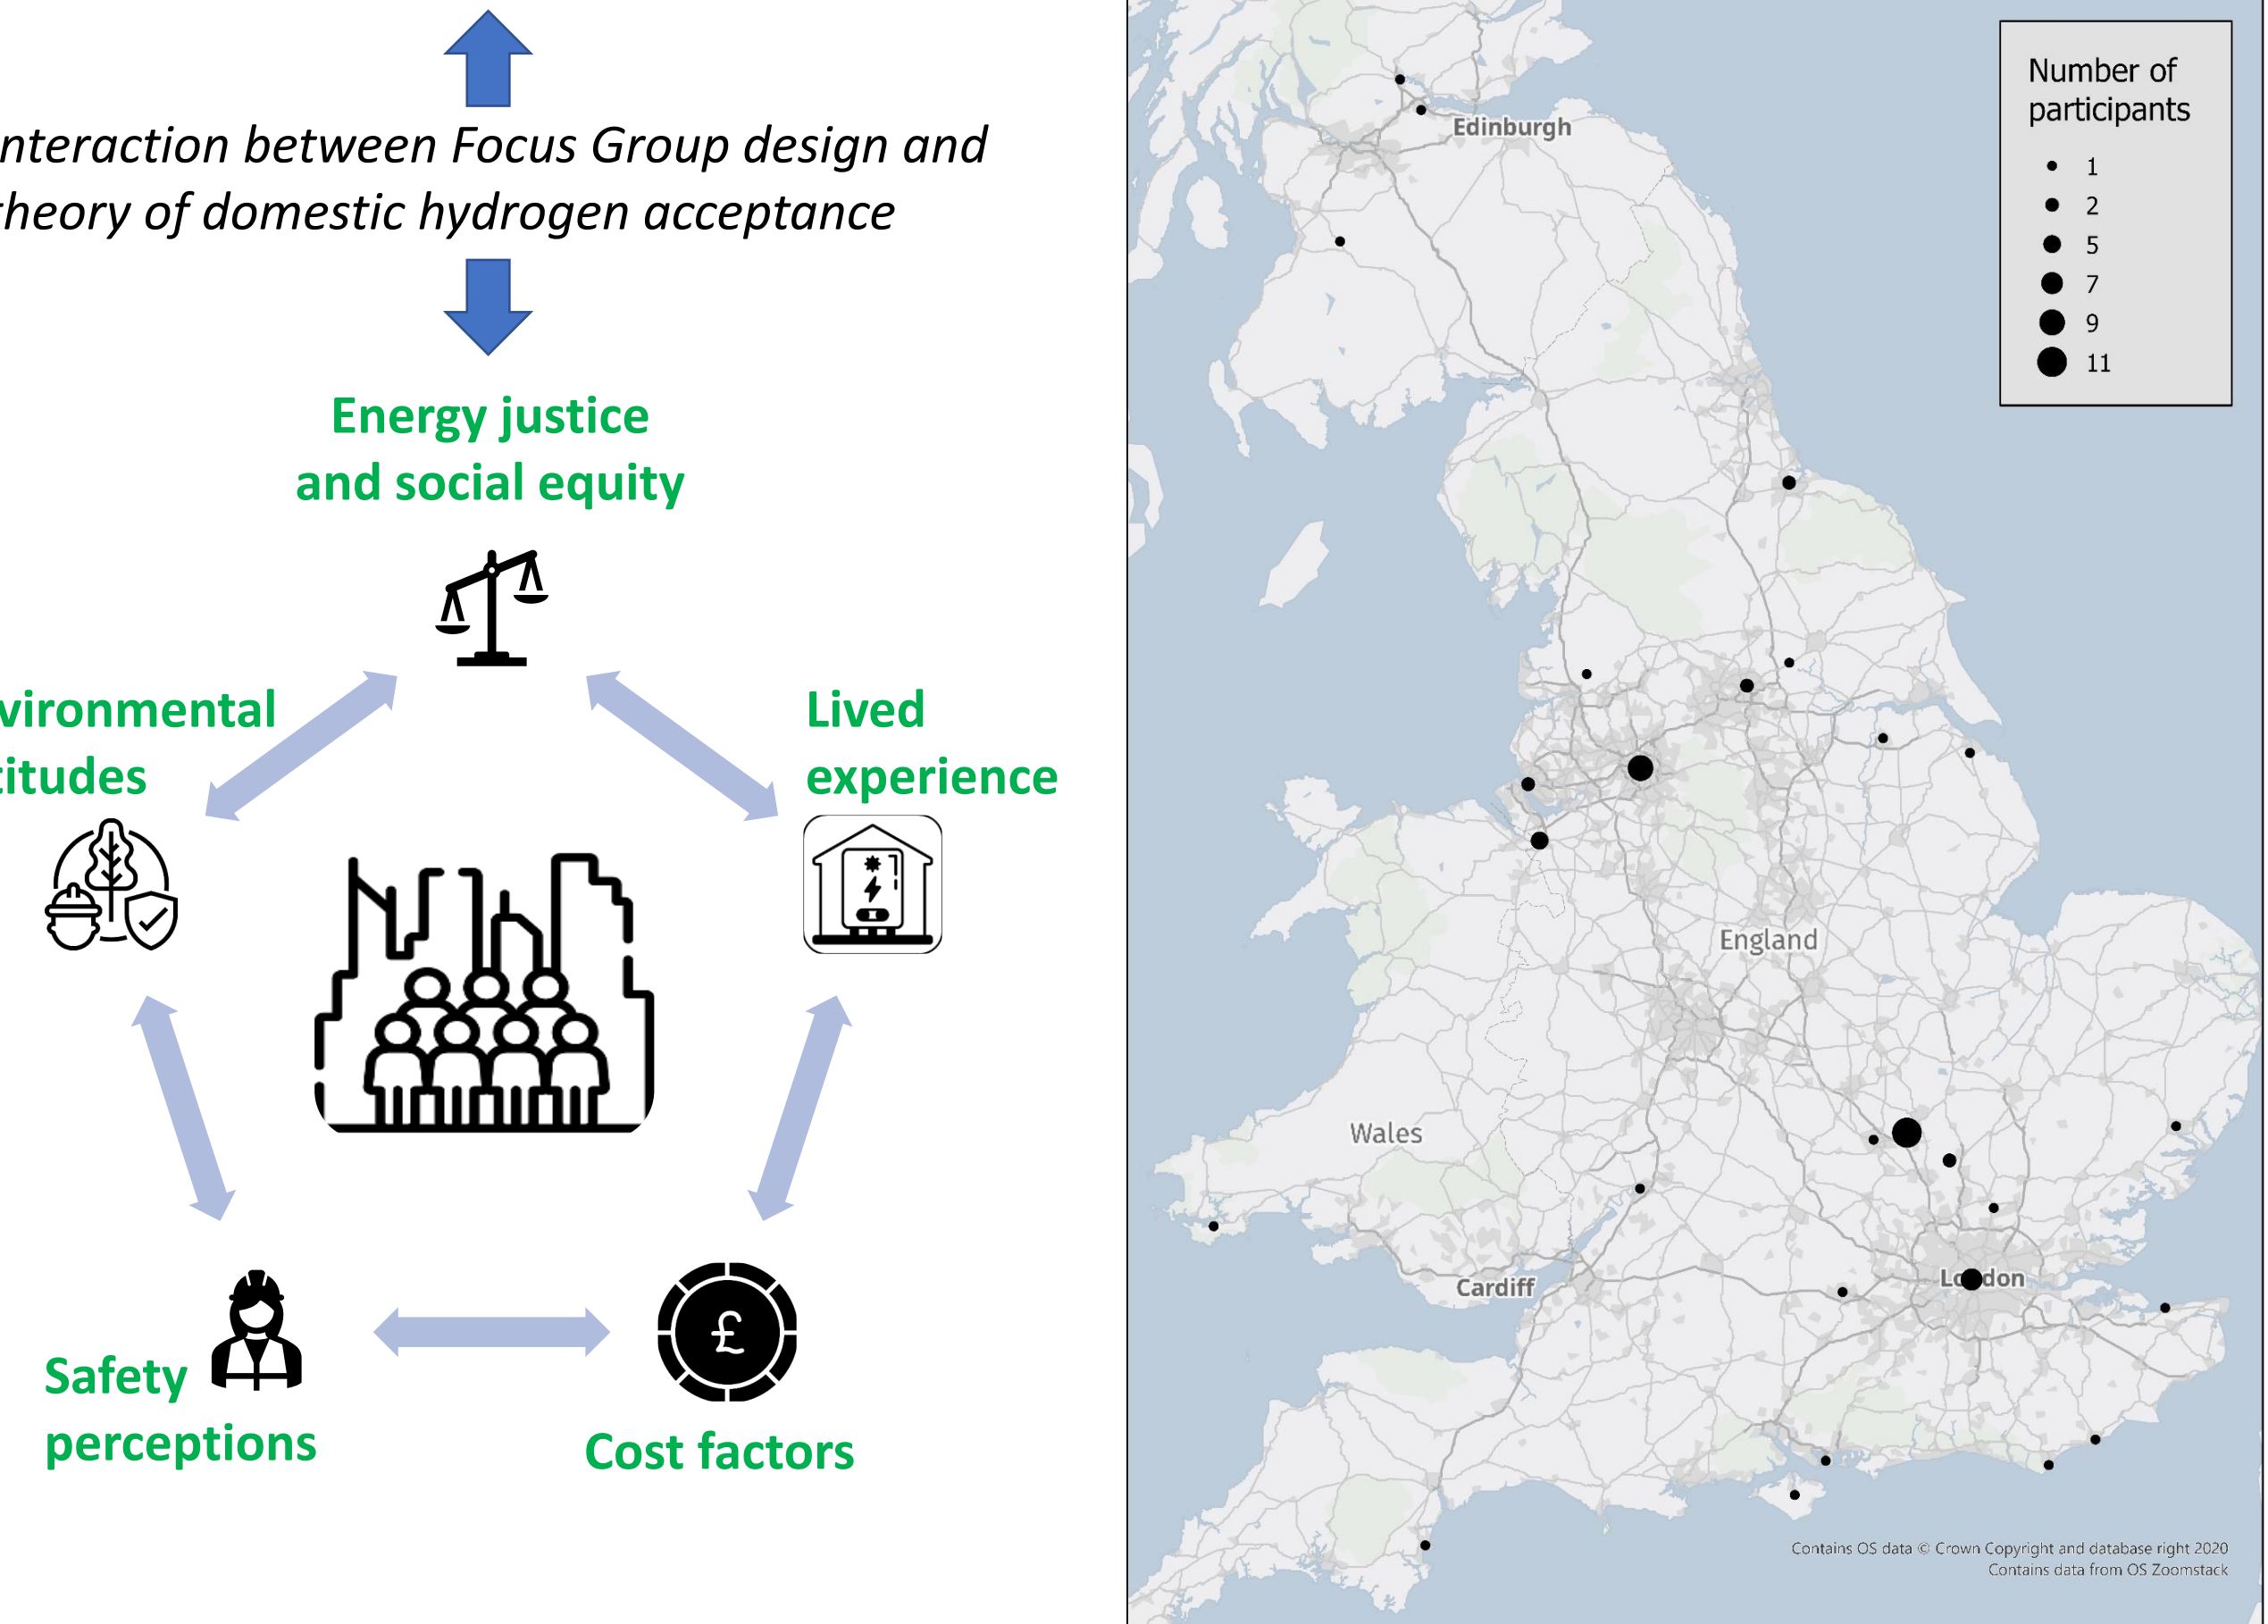 nteraction between Focus Group design and
heory of domestic hydrogen acceptance
Energy justice
and social equity
vironmental
titudes
Lived
experience
Safety
perceptions
£
Cost factors
Number of
participants
1
2
5
7
9
11
Edinburgh
England
Wales
Cardiff
London
Contains OS data © Crown Copyright and database right 2020
Contains data from OS Zoomstack